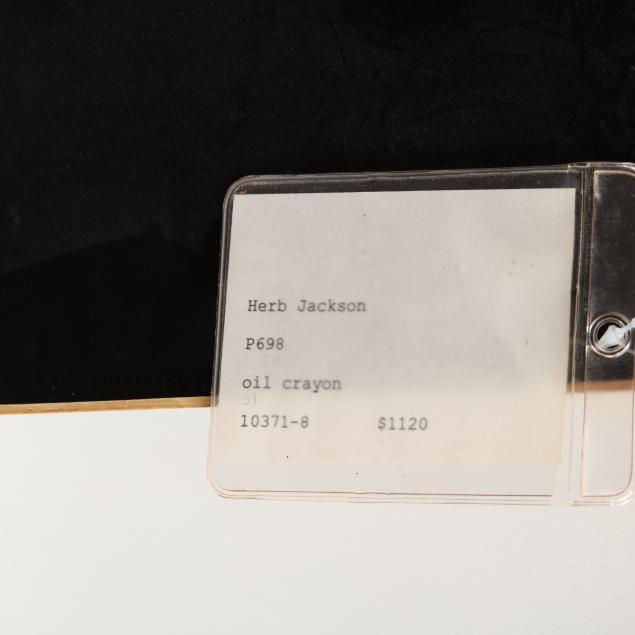 Herb Jackson
P698
oil crayon
10371-8 $1120